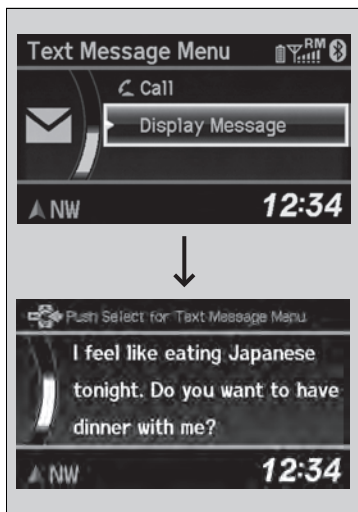 Text Message Menu RM
Call
Display Message
NW 12:34
Push Select for Text Message Menu
I feel like eating Japanese
tonight. Do you want to have
dinner with me?
NW 12:34